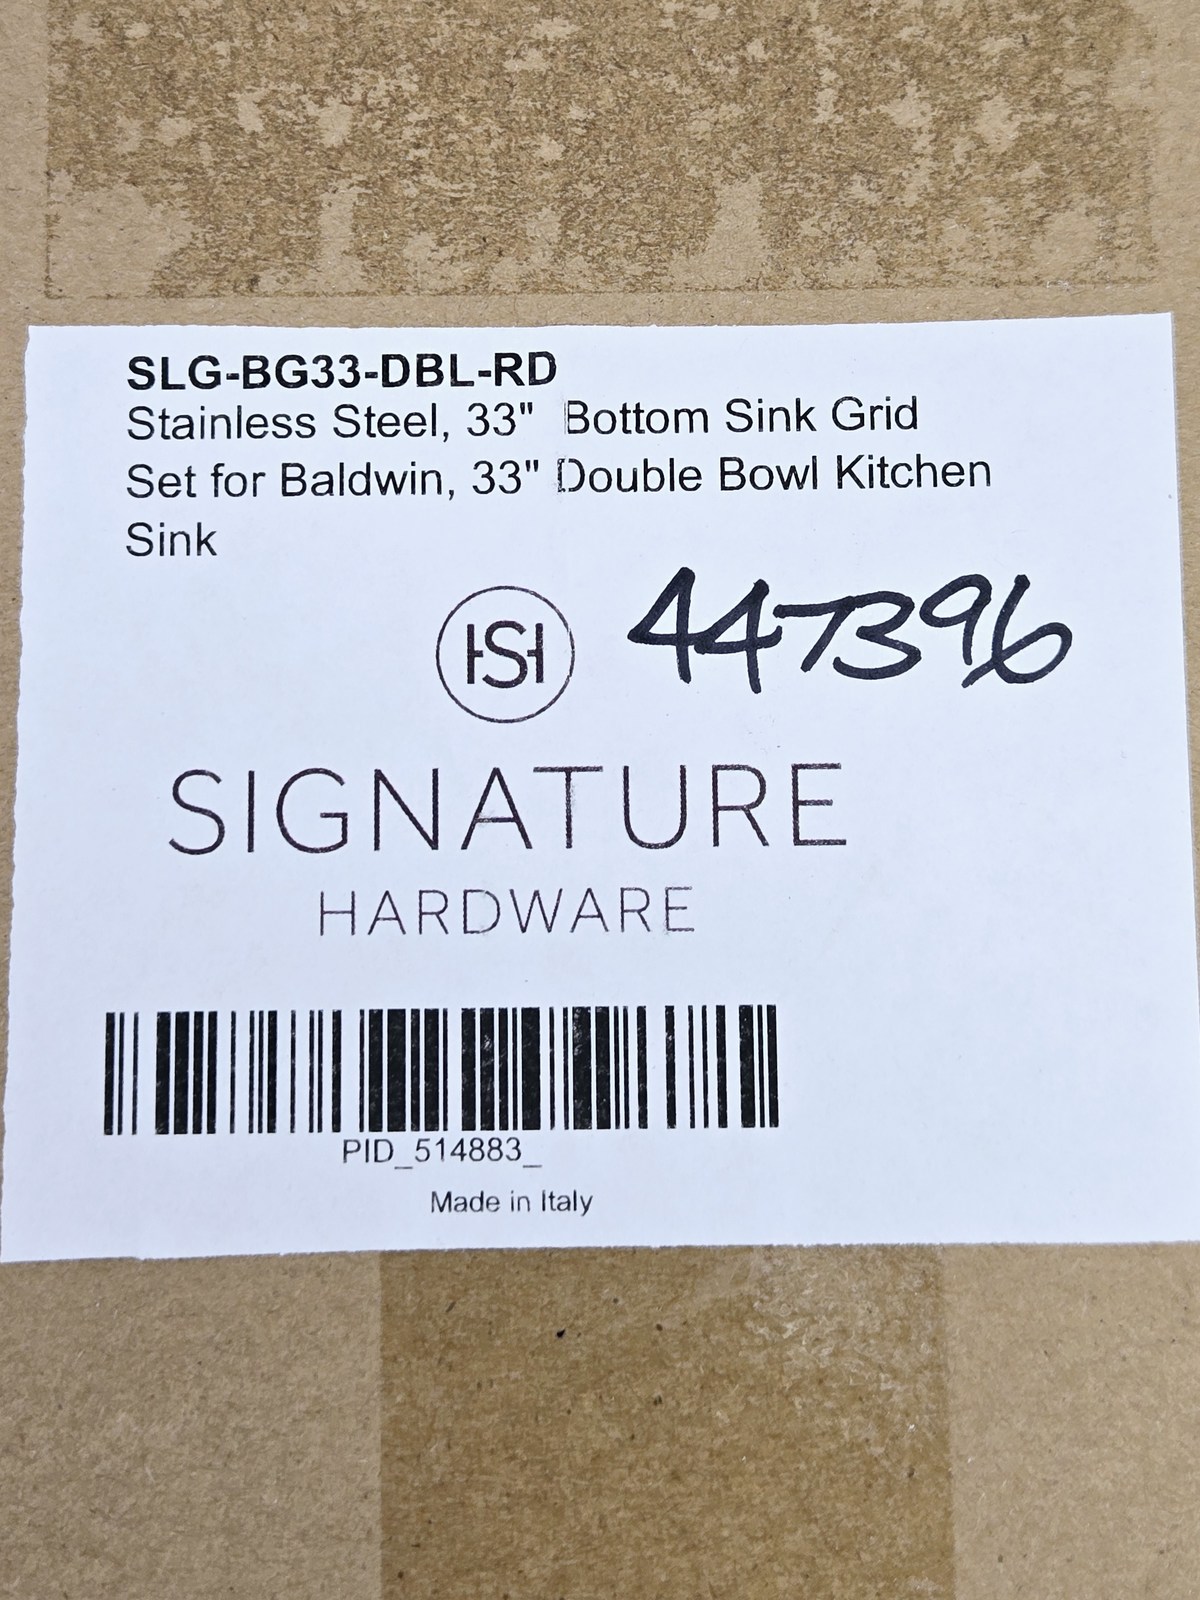 SLG-BG33-DBL-RD
Stainless Steel, 33" Bottom Sink Grid
Set for Baldwin, 33" Double Bowl Kitchen
Sink
447396
HSH
SIGNATURE
HARDWARE
PID_514883_
Made in Italy